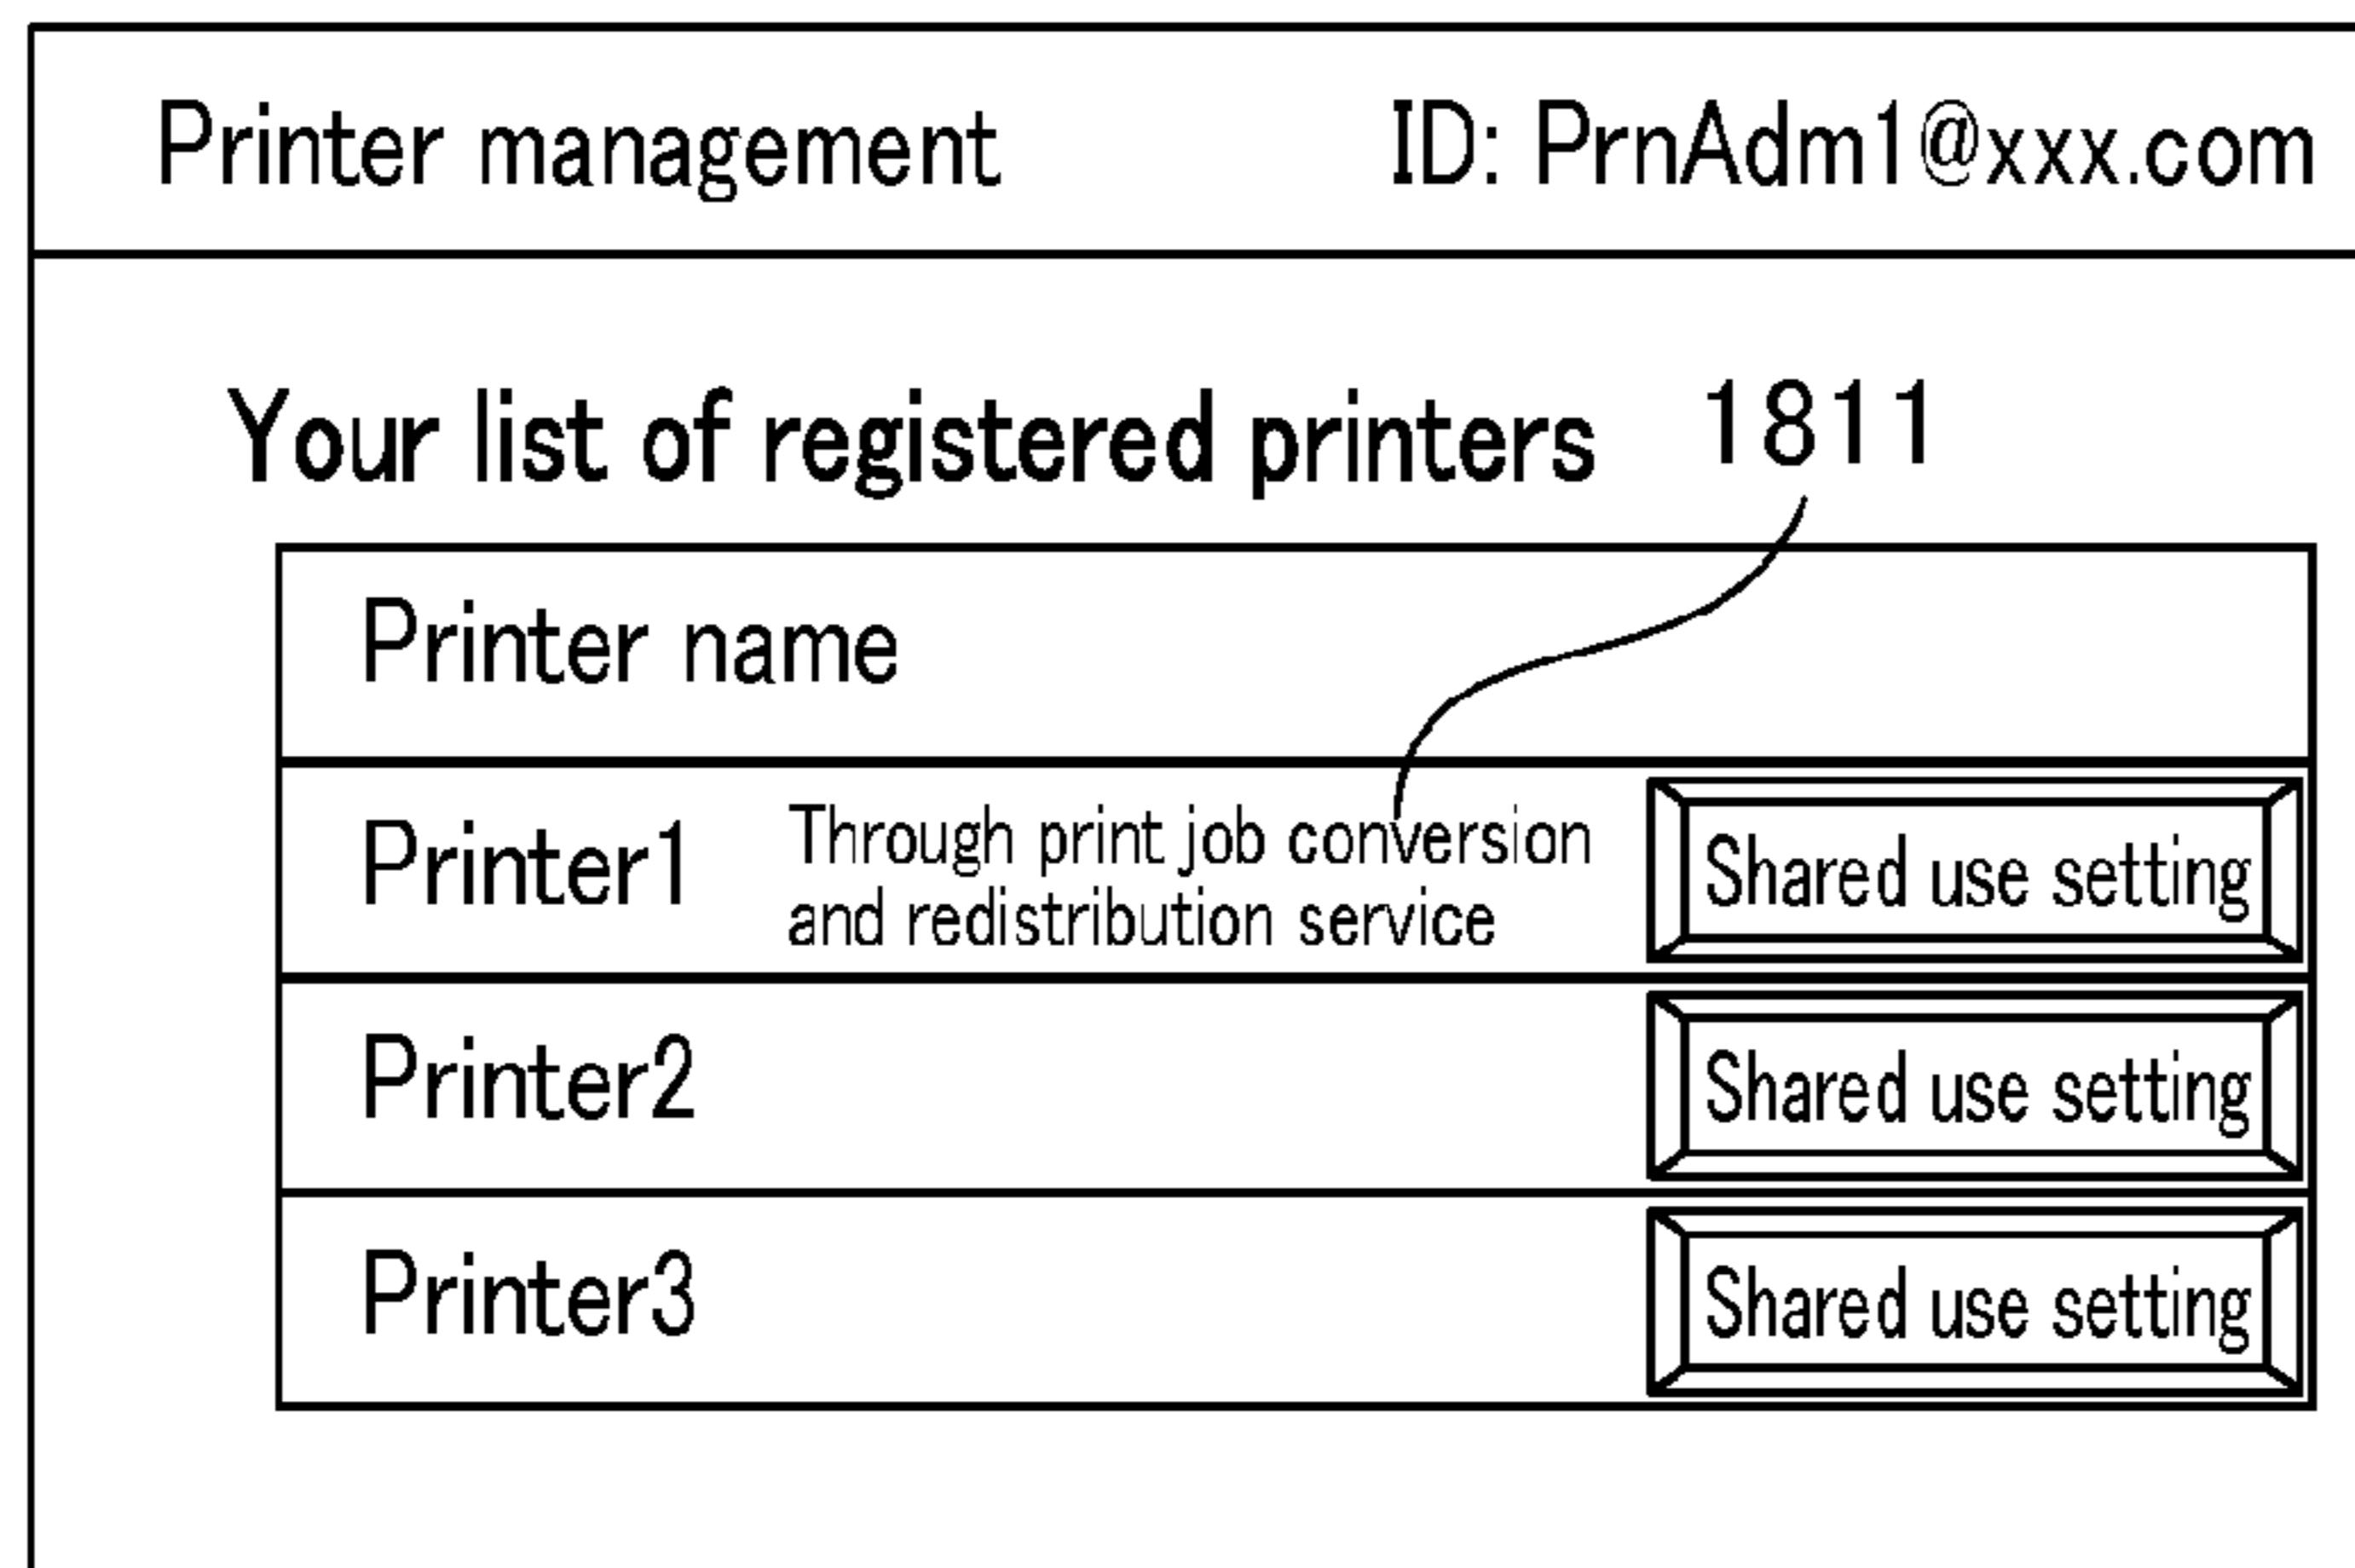 Printer management ID: PrnAdm1@xxx.com
Your list of registered printers 1811
Printer name
Printer1 Through print job conversion and redistribution service Shared use setting
Printer2 Shared use setting
Printer3 Shared use setting